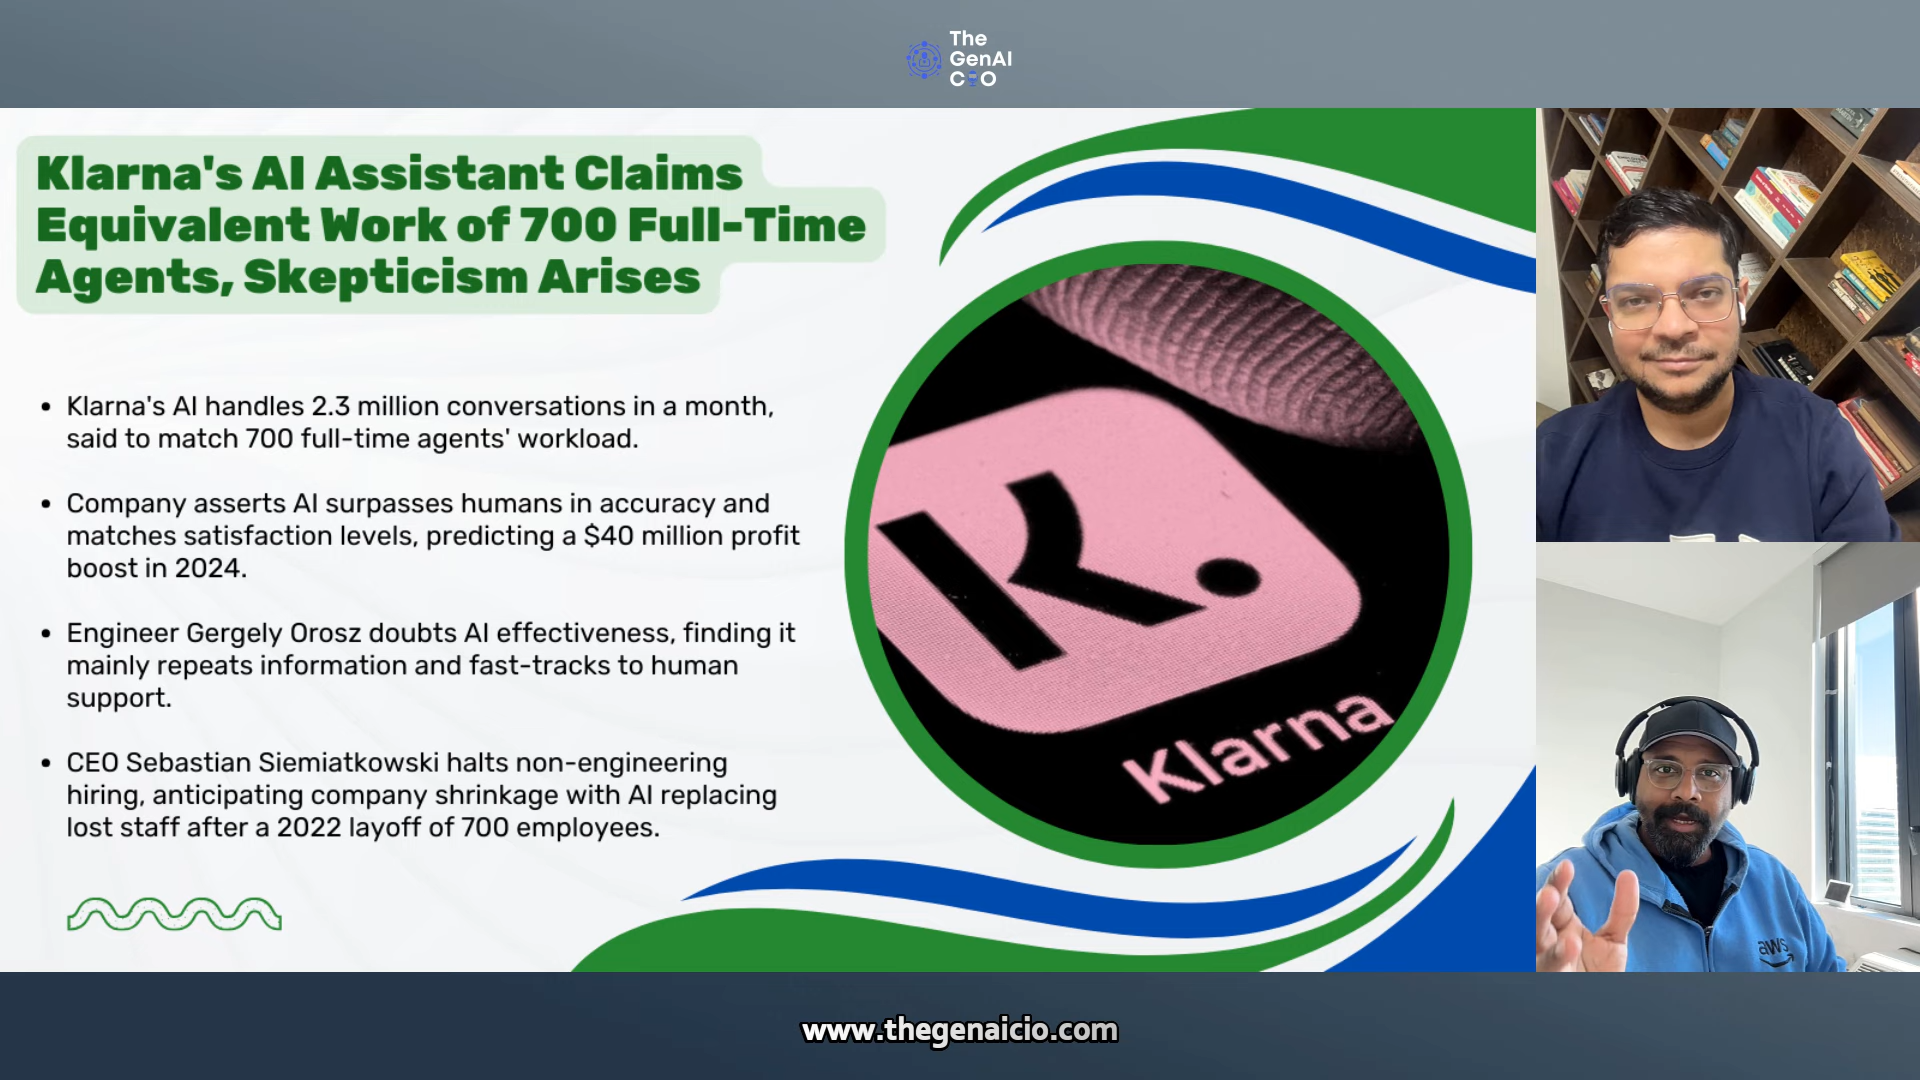 The
GenAI
CIO
Klarna's AI Assistant Claims
Equivalent Work of 700 Full-Time
Agents, Skepticism Arises
• Klarna's AI handles 2.3 million conversations in a month,
said to match 700 full-time agents' workload.
• Company asserts AI surpasses humans in accuracy and
matches satisfaction levels, predicting a $40 million profit
boost in 2024.
• Engineer Gergely Orosz doubts AI effectiveness, finding it
mainly repeats information and fast-tracks to human
support.
• CEO Sebastian Siemiatkowski halts non-engineering
hiring, anticipating company shrinkage with AI replacing
lost staff after a 2022 layoff of 700 employees.
K.
Klarna
aws
www.thegenaicio.com